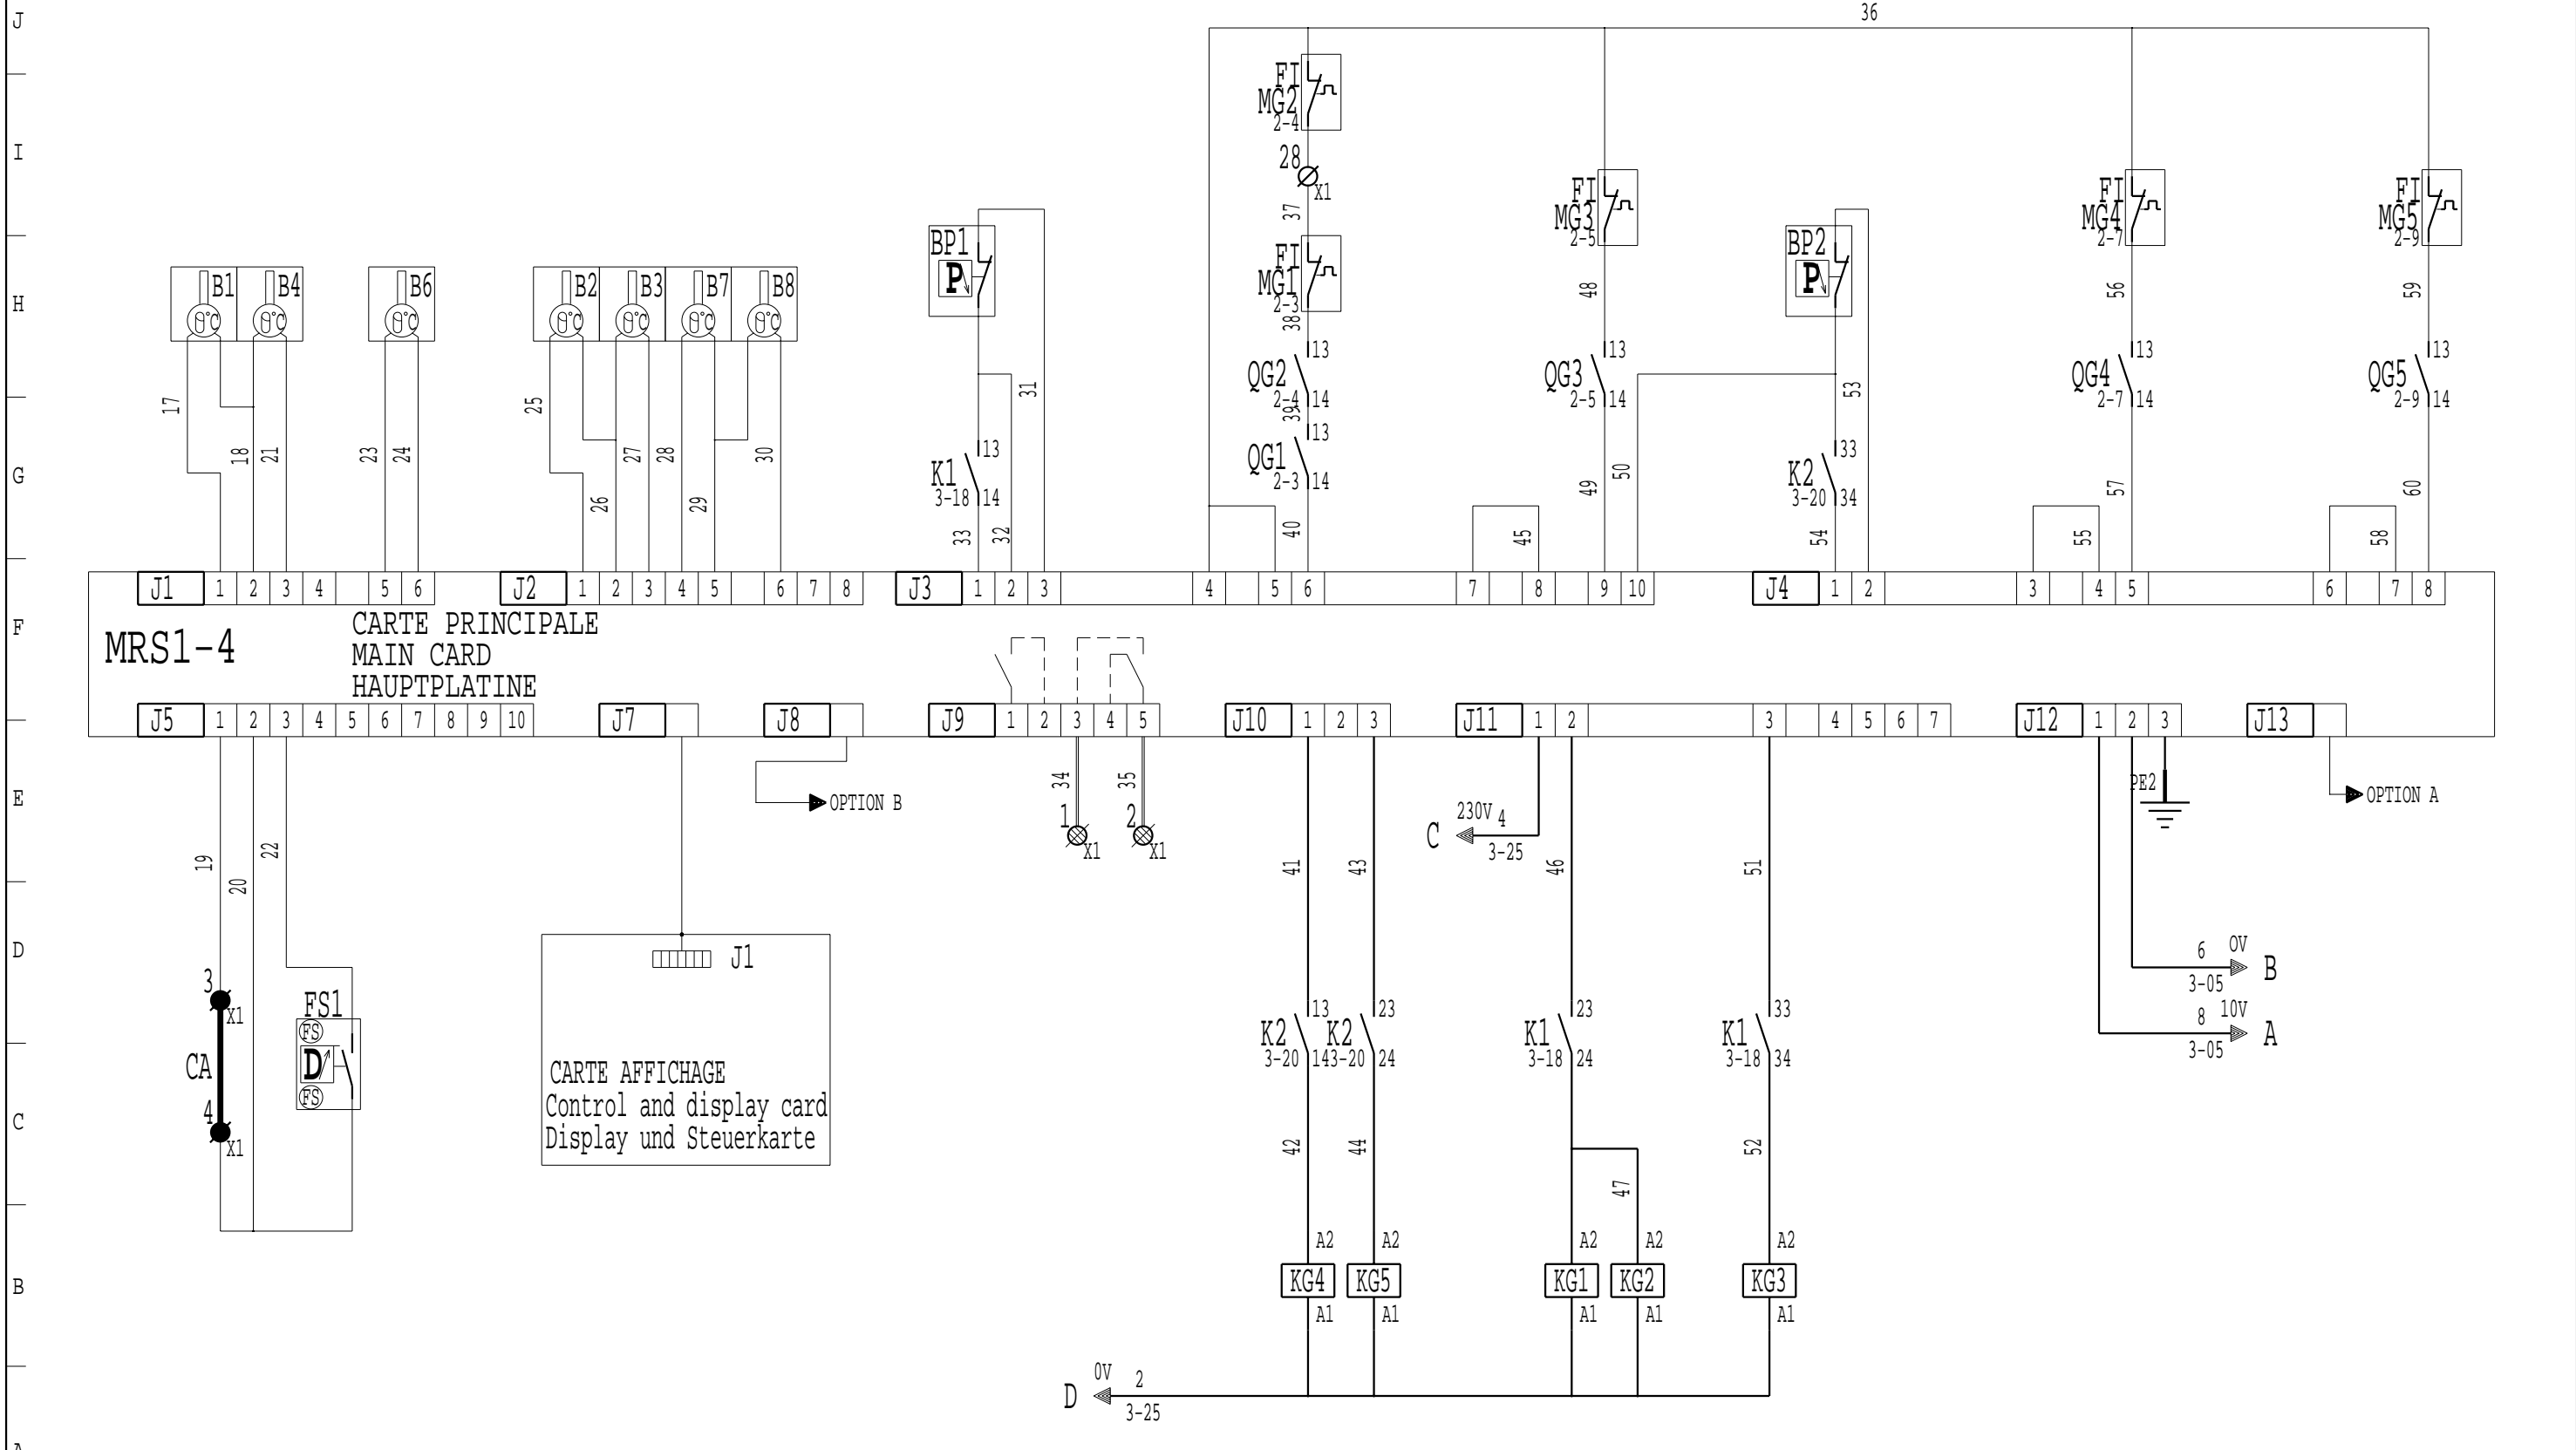 J
36
FI
MG2
2-4
I
28
X1
37
FI
MG3
2-5
FI
MG4
2-7
FI
MG5
2-9
BP1
P
FI
MG1
2-3
38
BP2
P
H
B1
B4
B6
B2
B3
B7
B8
θ°C
θ°C
θ°C
θ°C
θ°C
θ°C
θ°C
48
56
59
13
QG2
2-4
14
39
13
QG3
2-5
14
13
QG4
2-7
14
13
QG5
2-9
14
17
25
31
53
18
21
23
24
27
28
30
G
13
K1
3-18
14
13
QG1
2-3
14
49
50
33
K2
3-20
34
57
60
26
29
33
32
40
45
54
55
58
J1 1 2 3 4 5 6
J2 1 2 3 4 5 6 7 8
J3 1 2 3 4 5 6 7 8 9 10
J4 1 2 3 4 5 6 7 8
F
MRS1-4
CARTE PRINCIPALE
MAIN CARD
HAUPTPLATINE
J5 1 2 3 4 5 6 7 8 9 10
J7
J8
J9 1 2 3 4 5
J10 1 2 3
J11 1 2 3 4 5 6 7
J12 1 2 3
J13
E
OPTION B
34
35
1
X1
2
X1
230V 4
C
3-25
PE2
OPTION A
19
20
22
41
43
46
51
D
3
X1
J1
6 0V
3-05
B
8 10V
3-05
A
FS1
FS
D
FS
CA
4
X1
13
K2
3-20
14
23
K2
3-20
24
23
K1
3-18
24
33
K1
3-18
34
C
CARTE AFFICHAGE
Control and display card
Display und Steuerkarte
42
44
47
52
B
A2
KG4
A1
A2
KG5
A1
A2
KG1
A1
A2
KG2
A1
A2
KG3
A1
0V 2
D
3-25
A